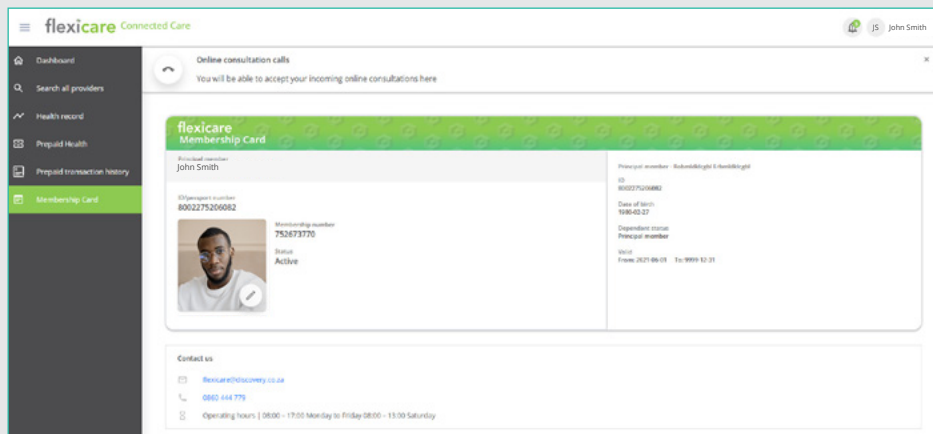 flexicare Connected Care
JS John Smith
Dashboard
Search all providers
Health record
Prepaid Health
Prepaid transaction history
Membership Card
Online consultation calls
You will be able to accept your incoming online consultations here
flexicare
Membership Card
Principal member
John Smith
ID/passport number
8002275206082
Membership number
752673770
Status
Active
Principal member -
ID
8002275206082
Date of birth
1980-02-27
Dependent status
Principal member
Valid
From: 2021-06-01 To: 9999-12-31
Contact us
flexicare@discovery.co.za
0860 444 779
Operating hours | 08:00 - 17:00 Monday to Friday 08:00 - 13:00 Saturday